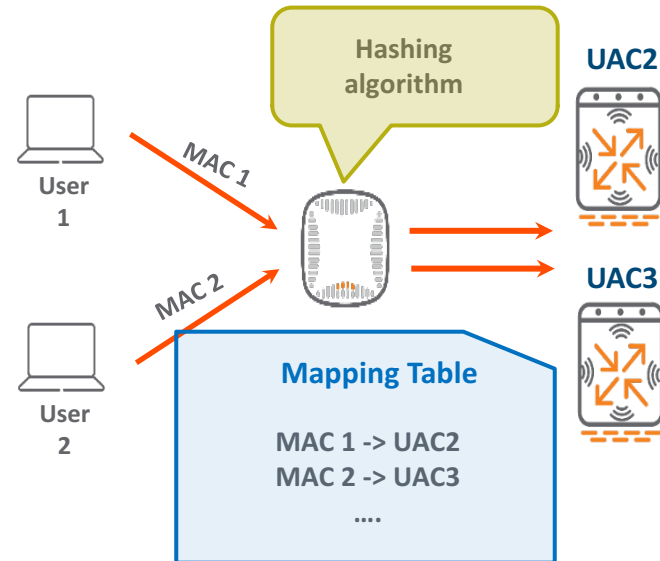 Hashing
algorithm
UAC2
MAC 1
User
1
UAC3
MAC 2
User
2
Mapping Table
MAC 1 -> UAC2
MAC 2 -> UAC3
....